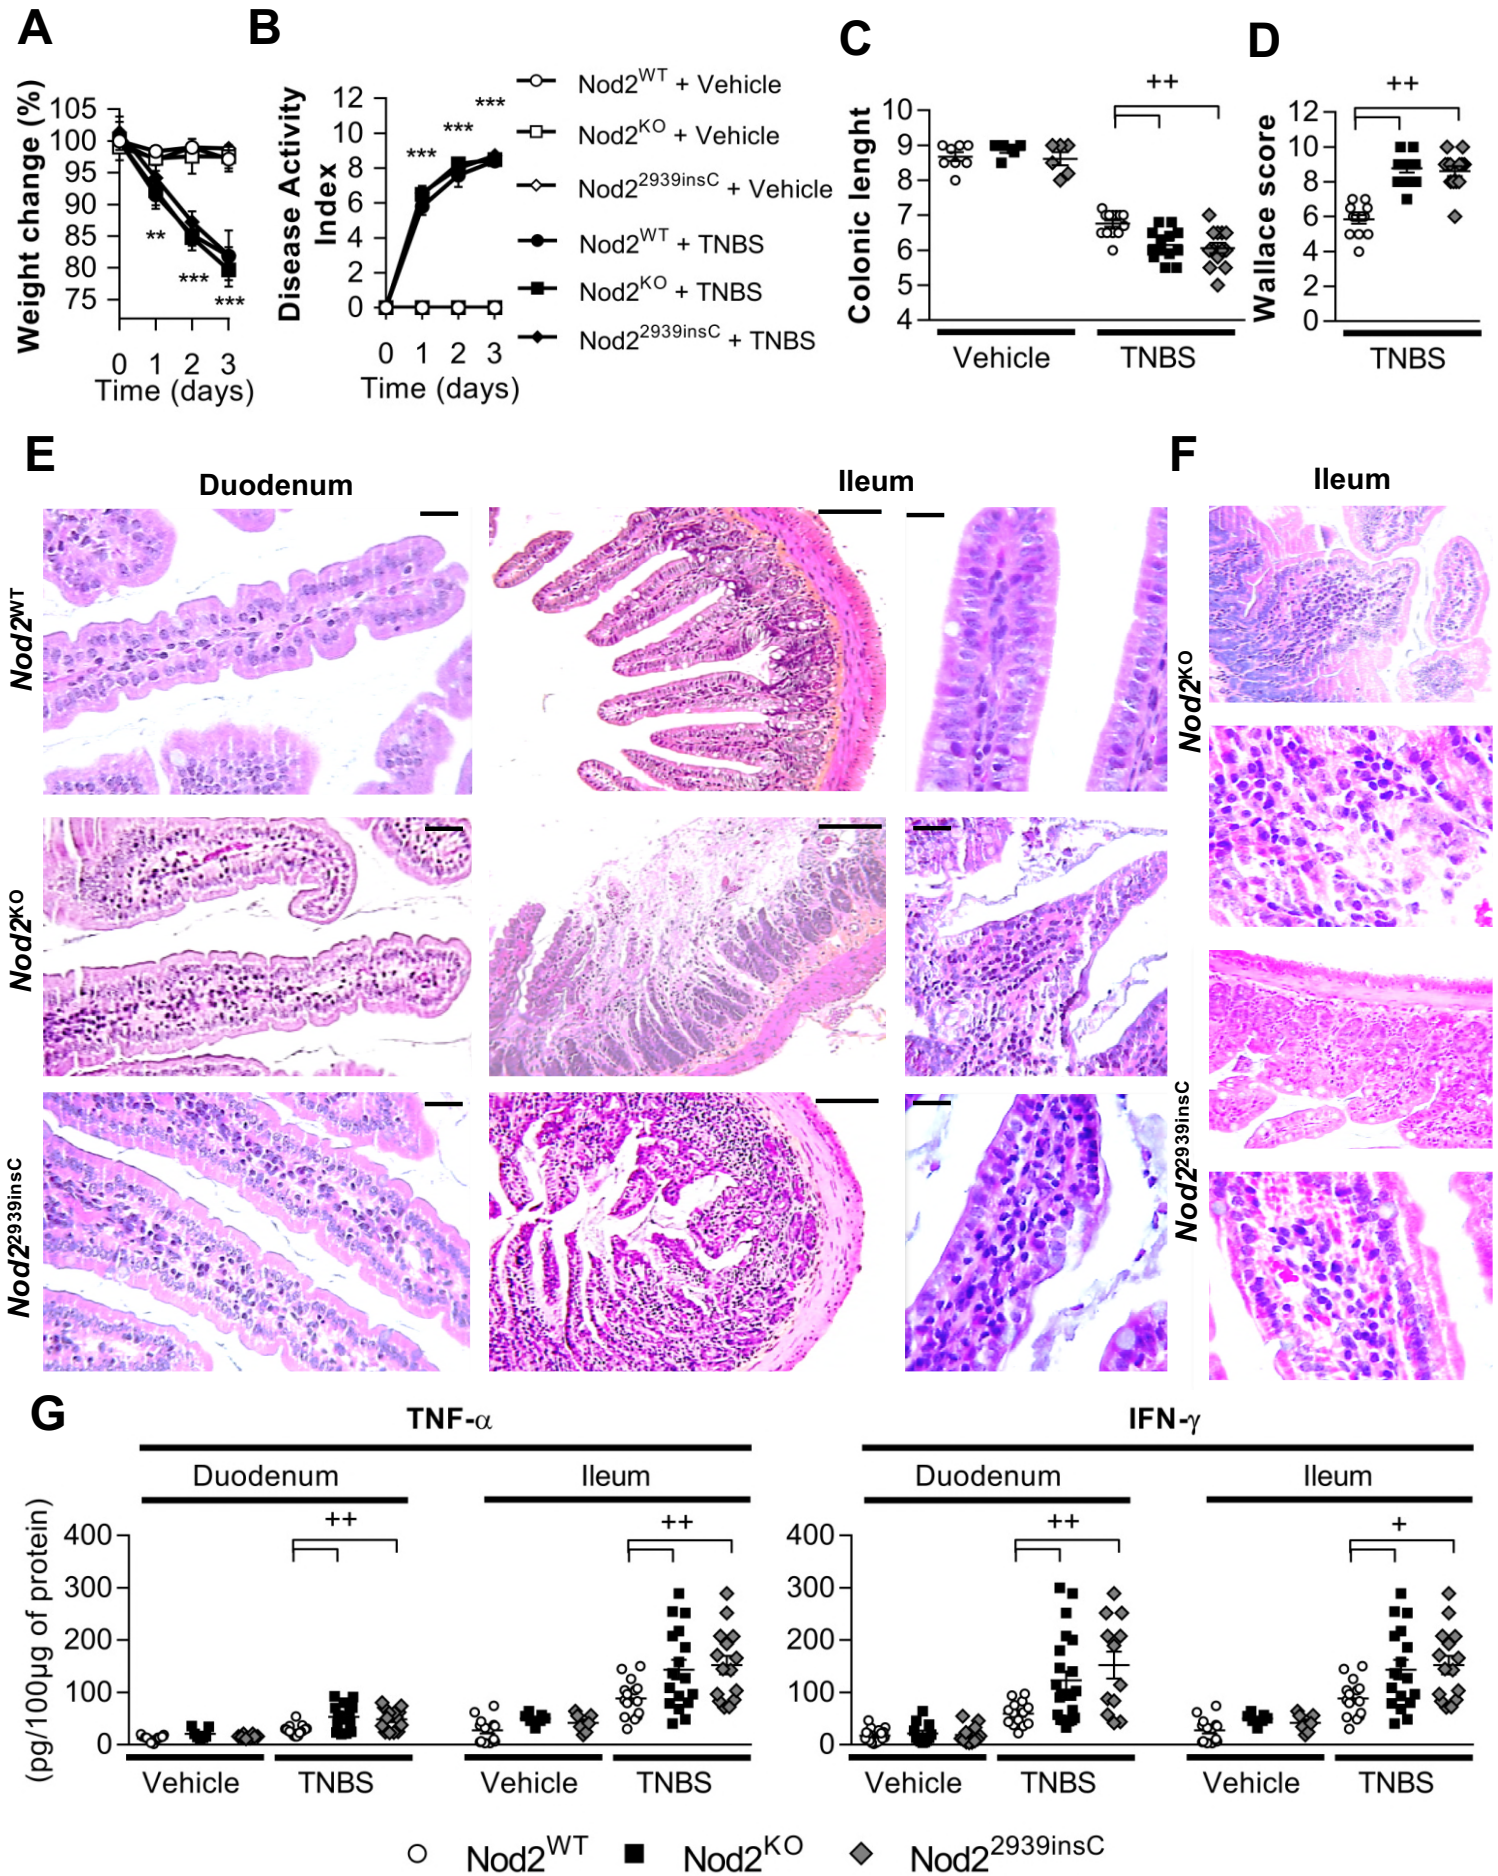 A
B
C
D
Weight change (%)
105
100
95
90
85
80
75
**
***
***
0 1 2 3
Time (days)
Disease Activity
Index
12
10
8
6
4
2
0
***
***
***
0 1 2 3
Time (days)
Nod2WT + Vehicle
Nod2KO + Vehicle
Nod22939insC + Vehicle
Nod2WT + TNBS
Nod2KO + TNBS
Nod22939insC + TNBS
Colonic lenght
10
9
8
7
6
5
4
++
Vehicle TNBS
Wallace score
12
10
8
6
4
2
0
++
TNBS
E
F
Duodenum Ileum
Ileum
Nod2WT
Nod2KO
Nod22939insC
Nod2KO
Nod22939insC
G
TNF-α
IFN-γ
Duodenum Ileum
Duodenum Ileum
(pg/100µg of protein)
400
300
200
100
0
++
++
Vehicle TNBS Vehicle TNBS
400
300
200
100
0
++
+
Vehicle TNBS Vehicle TNBS
Nod2WT Nod2KO Nod22939insC